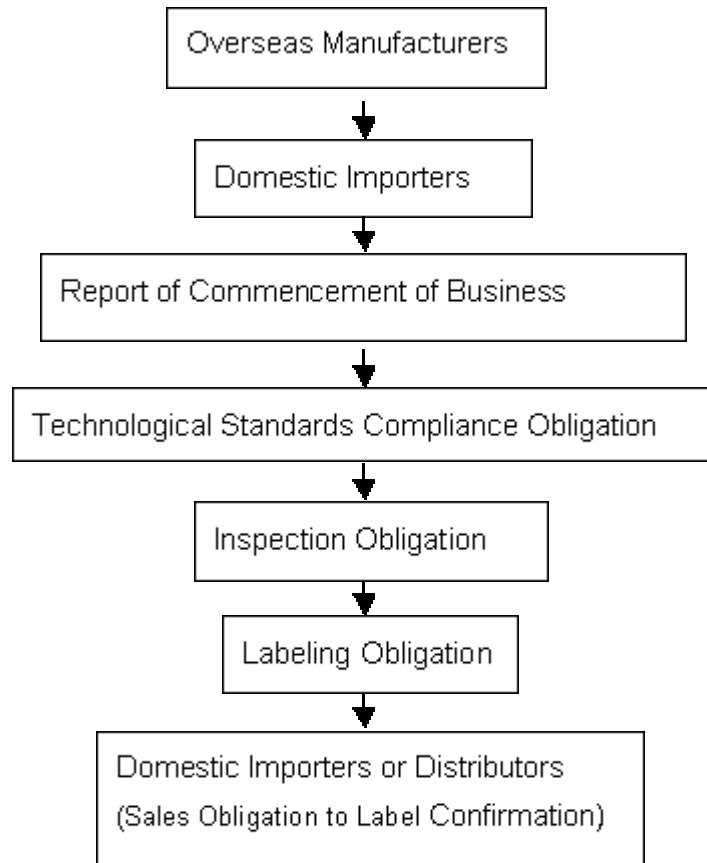 Overseas Manufacturers
Domestic Importers
Report of Commencement of Business
Technological Standards Compliance Obligation
Inspection Obligation
Labeling Obligation
Domestic Importers or Distributors
(Sales Obligation to Label Confirmation)